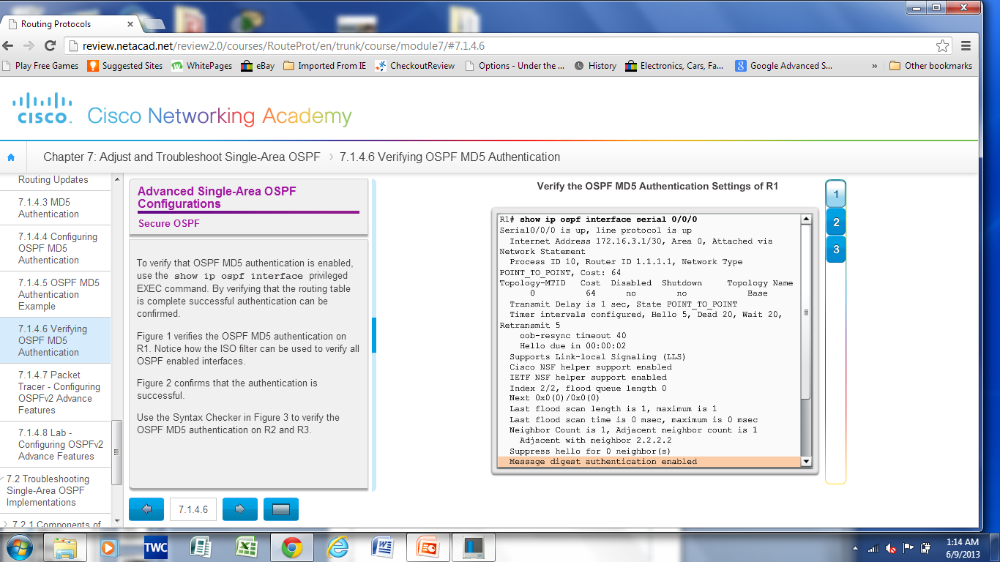 Routing Protocols
review.netacad.net/review2.0/courses/RouteProt/en/trunk/course/module7/#7.1.4.6
Play Free Games Suggested Sites WhitePages eBay Imported From IE CheckoutReview Options - Under the ... History Electronics, Cars, Fa... Google Advanced S... » Other bookmarks
CISCO. Cisco Networking Academy
Chapter 7: Adjust and Troubleshoot Single-Area OSPF › 7.1.4.6 Verifying OSPF MD5 Authentication
Routing Updates
7.1.4.3 MD5
Authentication
7.1.4.4 Configuring
OSPF MD5
Authentication
7.1.4.5 OSPF MD5
Authentication
Example
7.1.4.6 Verifying
OSPF MD5
Authentication
7.1.4.7 Packet
Tracer - Configuring
OSPFv2 Advance
Features
7.1.4.8 Lab -
Configuring OSPFv2
Advance Features
7.2 Troubleshooting
Single-Area OSPF
Implementations
7.2.1 Components of
Advanced Single-Area OSPF
Configurations
Secure OSPF
To verify that OSPF MD5 authentication is enabled,
use the show ip ospf interface privileged
EXEC command. By verifying that the routing table
is complete successful authentication can be
confirmed.
Figure 1 verifies the OSPF MD5 authentication on
R1. Notice how the ISO filter can be used to verify all
OSPF enabled interfaces.
Figure 2 confirms that the authentication is
successful.
Use the Syntax Checker in Figure 3 to verify the
OSPF MD5 authentication on R2 and R3.
7.1.4.6
Verify the OSPF MD5 Authentication Settings of R1
R1# show ip ospf interface serial 0/0/0
Serial0/0/0 is up, line protocol is up
Internet Address 172.16.3.1/30, Area 0, Attached via
Network Statement
Process ID 10, Router ID 1.1.1.1, Network Type
POINT_TO_POINT, Cost: 64
Topology-MTID Cost Disabled Shutdown Topology Name
0 64 no no Base
Transmit Delay is 1 sec, State POINT_TO_POINT
Timer intervals configured, Hello 5, Dead 20, Wait 20,
Retransmit 5
oob-resync timeout 40
Hello due in 00:00:02
Supports Link-local Signaling (LLS)
Cisco NSF helper support enabled
IETF NSF helper support enabled
Index 2/2, flood queue length 0
Next 0x0(0)/0x0(0)
Last flood scan length is 1, maximum is 1
Last flood scan time is 0 msec, maximum is 0 msec
Neighbor Count is 1, Adjacent neighbor count is 1
Adjacent with neighbor 2.2.2.2
Suppress hello for 0 neighbor(s)
Message digest authentication enabled
1
2
3
TWC
1:14 AM
6/9/2013